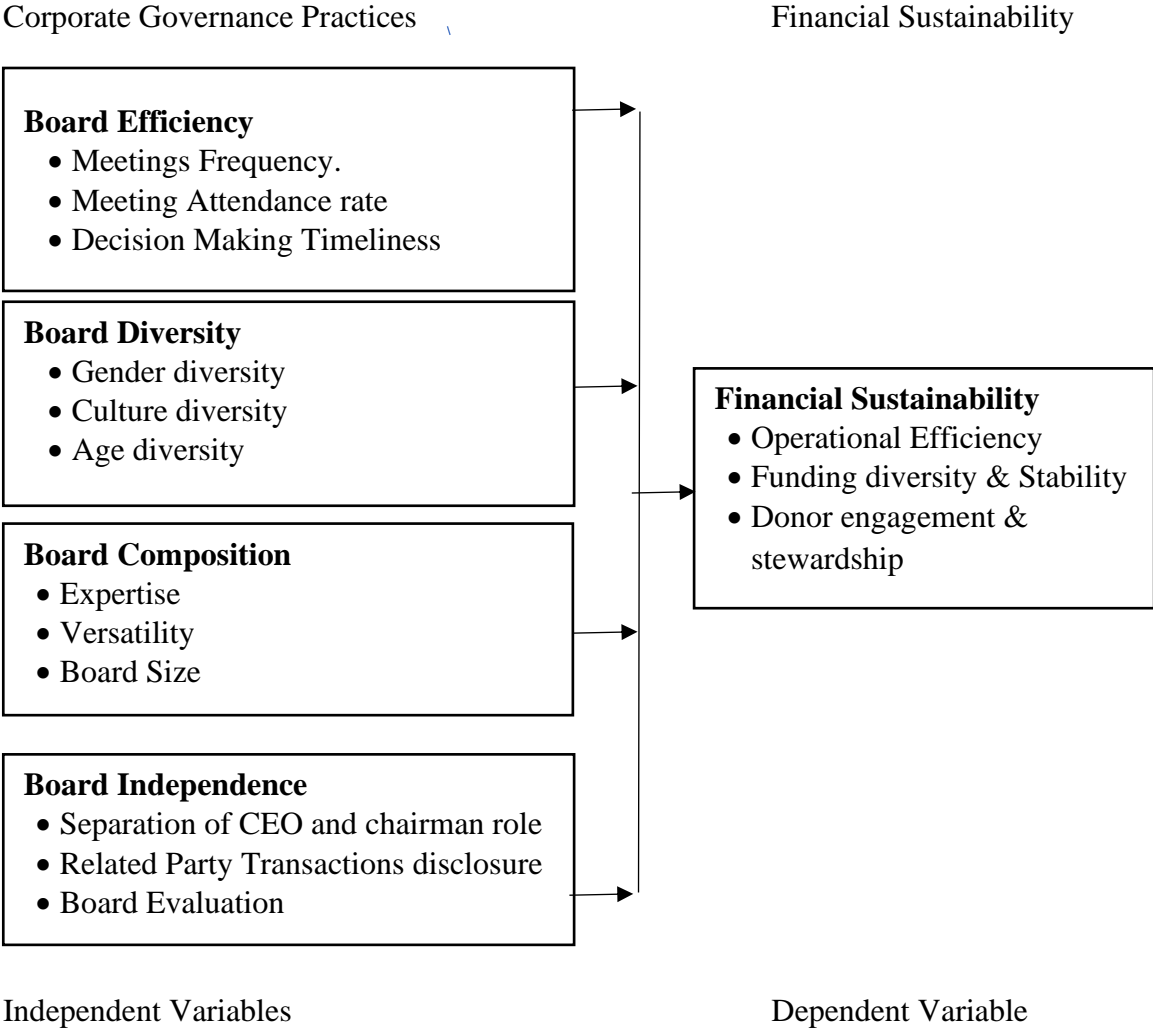 Corporate Governance Practices
Financial Sustainability
Board Efficiency
• Meetings Frequency.
• Meeting Attendance rate
• Decision Making Timeliness
Board Diversity
• Gender diversity
• Culture diversity
• Age diversity
Board Composition
• Expertise
• Versatility
• Board Size
Board Independence
• Separation of CEO and chairman role
• Related Party Transactions disclosure
• Board Evaluation
Financial Sustainability
• Operational Efficiency
• Funding diversity & Stability
• Donor engagement &
stewardship
Independent Variables
Dependent Variable